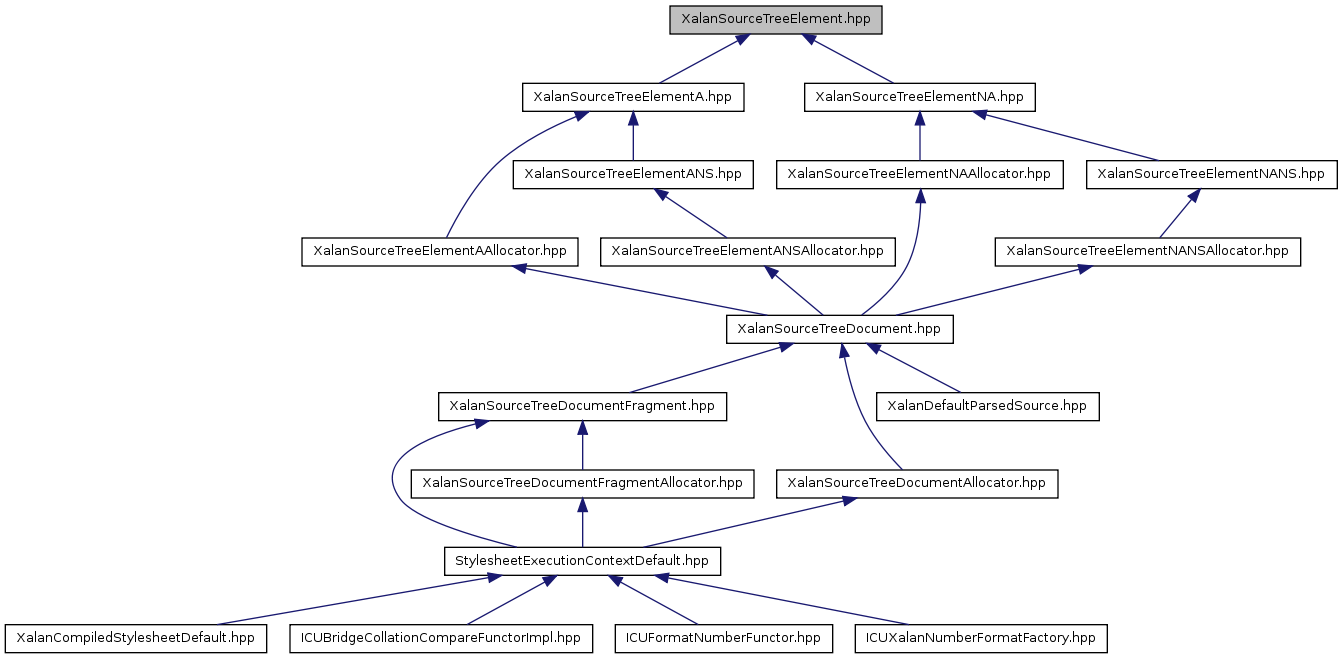 XalanSourceTreeElement.hpp
XalanSourceTreeElementA.hpp
XalanSourceTreeElementNA.hpp
XalanSourceTreeElementANS.hpp
XalanSourceTreeElementNAAllocator.hpp
XalanSourceTreeElementNANS.hpp
XalanSourceTreeElementAAllocator.hpp
XalanSourceTreeElementANSAllocator.hpp
XalanSourceTreeElementNANSAllocator.hpp
XalanSourceTreeDocument.hpp
XalanSourceTreeDocumentFragment.hpp
XalanDefaultParsedSource.hpp
XalanSourceTreeDocumentFragmentAllocator.hpp
XalanSourceTreeDocumentAllocator.hpp
StylesheetExecutionContextDefault.hpp
XalanCompiledStylesheetDefault.hpp
ICUBridgeCollationCompareFunctorImpl.hpp
ICUFormatNumberFunctor.hpp
ICUXalanNumberFormatFactory.hpp